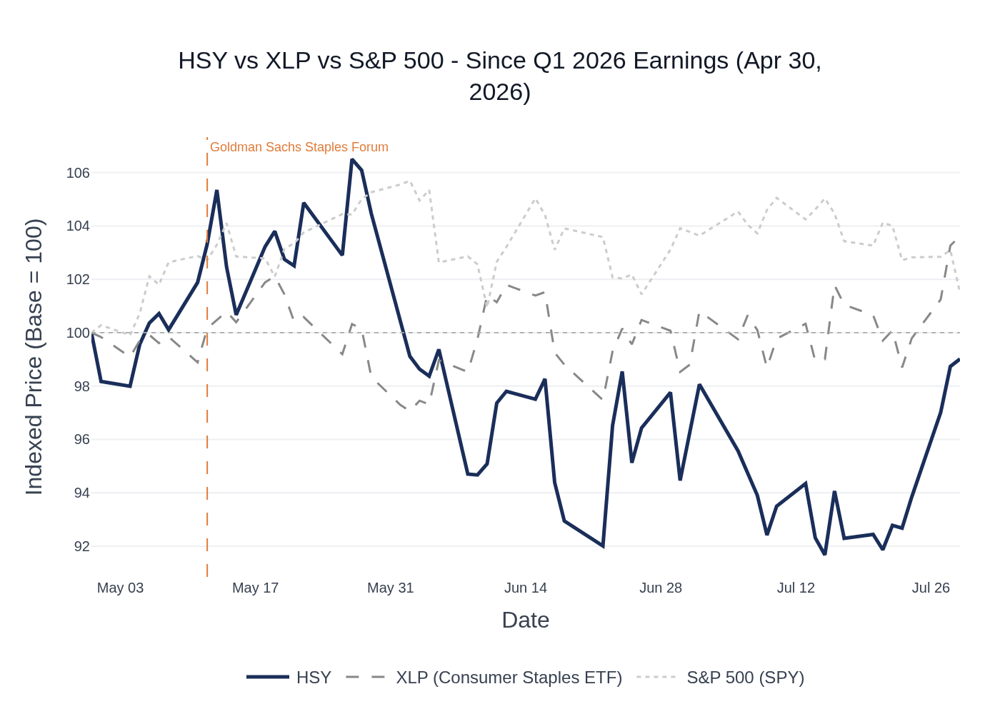 HSY vs XLP vs S&P 500 - Since Q1 2026 Earnings (Apr 30,
2026)
Goldman Sachs Staples Forum
Indexed Price (Base = 100)
106
104
102
100
98
96
94
92
May 03
May 17
May 31
Jun 14
Jun 28
Jul 12
Jul 26
Date
HSY
XLP (Consumer Staples ETF)
S&P 500 (SPY)